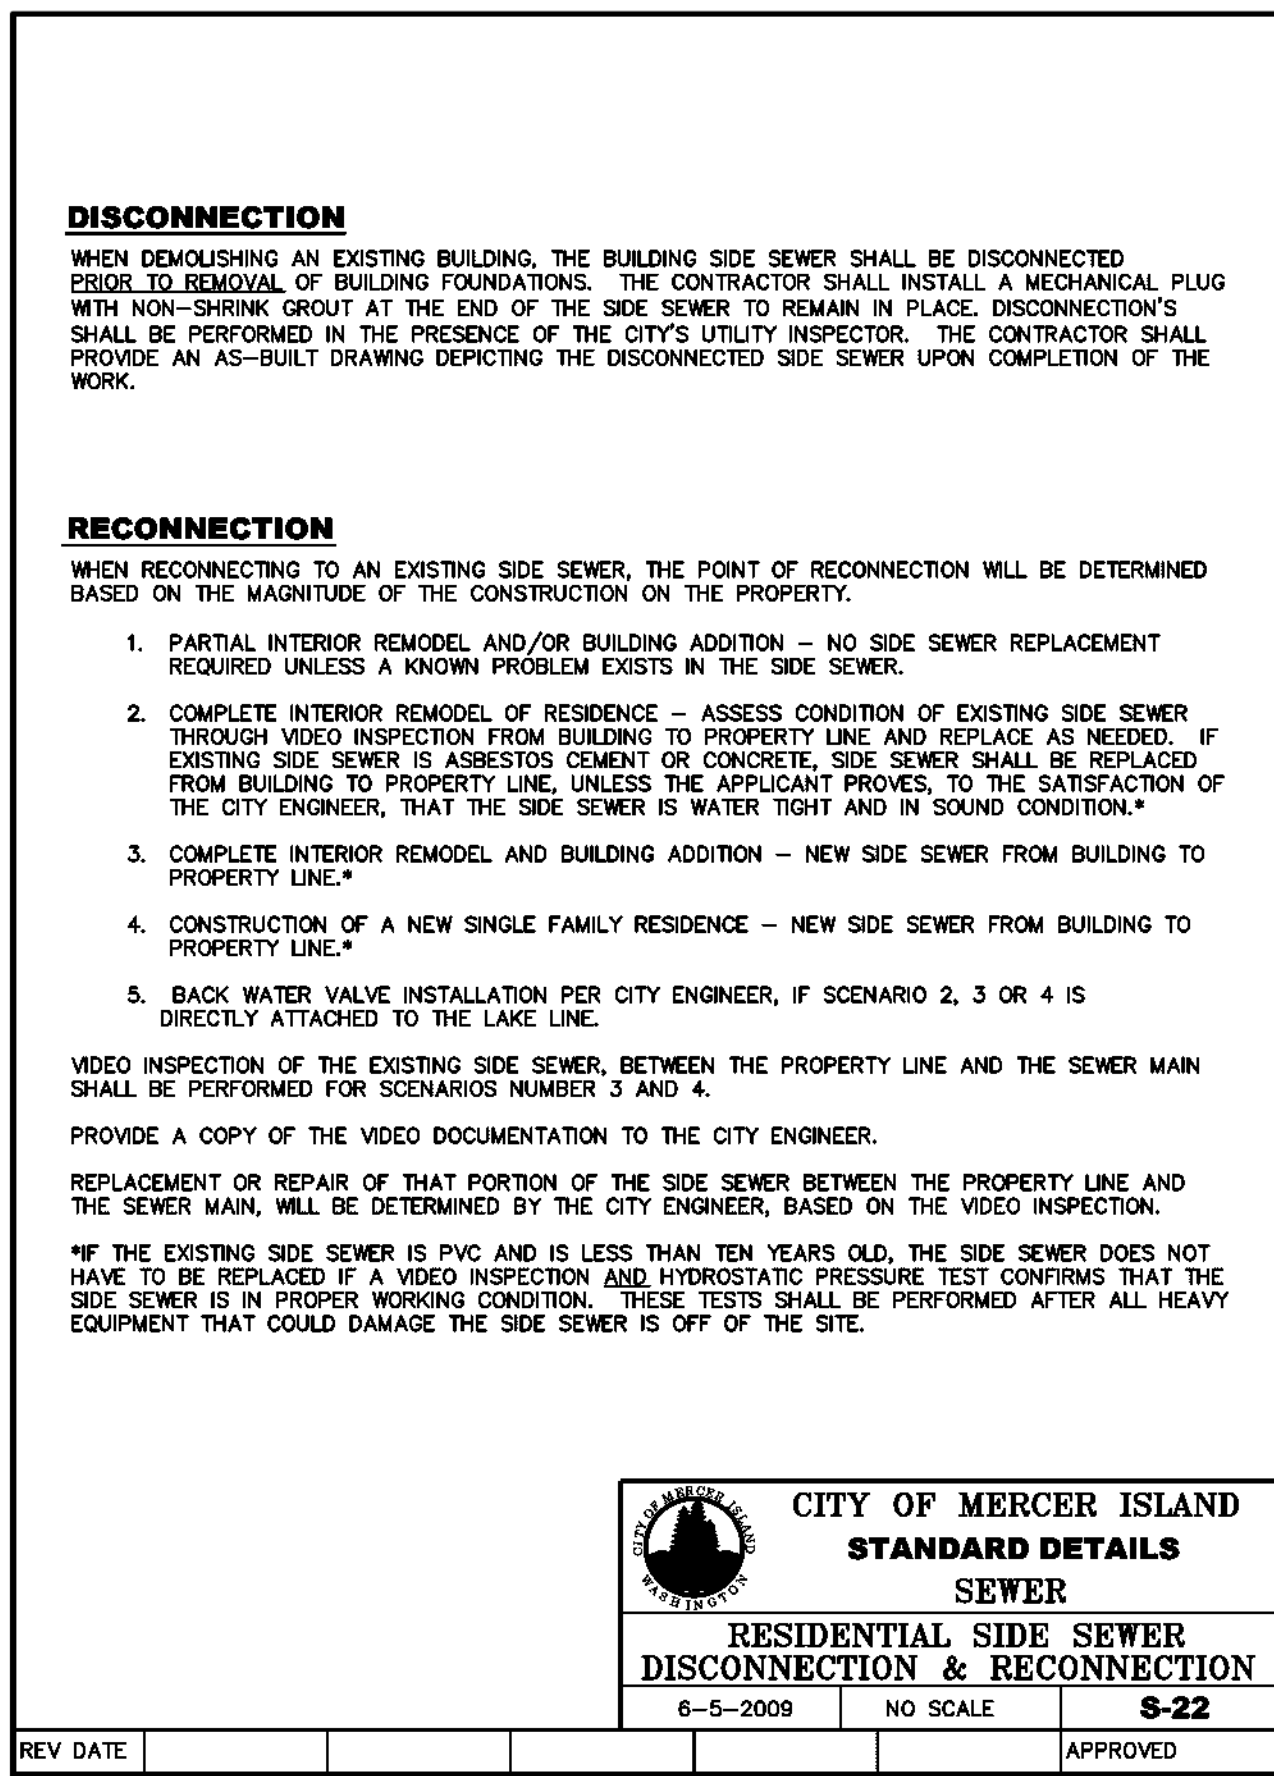 DISCONNECTION
WHEN DEMOLISHING AN EXISTING BUILDING, THE BUILDING SIDE SEWER SHALL BE DISCONNECTED
PRIOR TO REMOVAL OF BUILDING FOUNDATIONS. THE CONTRACTOR SHALL INSTALL A MECHANICAL PLUG
WITH NON-SHRINK GROUT AT THE END OF THE SIDE SEWER TO REMAIN IN PLACE. DISCONNECTION'S
SHALL BE PERFORMED IN THE PRESENCE OF THE CITY'S UTILITY INSPECTOR. THE CONTRACTOR SHALL
PROVIDE AN AS-BUILT DRAWING DEPICTING THE DISCONNECTED SIDE SEWER UPON COMPLETION OF THE
WORK.
RECONNECTION
WHEN RECONNECTING TO AN EXISTING SIDE SEWER, THE POINT OF RECONNECTION WILL BE DETERMINED
BASED ON THE MAGNITUDE OF THE CONSTRUCTION ON THE PROPERTY.
1. PARTIAL INTERIOR REMODEL AND/OR BUILDING ADDITION – NO SIDE SEWER REPLACEMENT
REQUIRED UNLESS A KNOWN PROBLEM EXISTS IN THE SIDE SEWER.
2. COMPLETE INTERIOR REMODEL OF RESIDENCE – ASSESS CONDITION OF EXISTING SIDE SEWER
THROUGH VIDEO INSPECTION FROM BUILDING TO PROPERTY LINE AND REPLACE AS NEEDED. IF
EXISTING SIDE SEWER IS ASBESTOS CEMENT OR CONCRETE, SIDE SEWER SHALL BE REPLACED
FROM BUILDING TO PROPERTY LINE, UNLESS THE APPLICANT PROVES, TO THE SATISFACTION OF
THE CITY ENGINEER, THAT THE SIDE SEWER IS WATER TIGHT AND IN SOUND CONDITION.*
3. COMPLETE INTERIOR REMODEL AND BUILDING ADDITION – NEW SIDE SEWER FROM BUILDING TO
PROPERTY LINE.*
4. CONSTRUCTION OF A NEW SINGLE FAMILY RESIDENCE – NEW SIDE SEWER FROM BUILDING TO
PROPERTY LINE.*
5. BACK WATER VALVE INSTALLATION PER CITY ENGINEER, IF SCENARIO 2, 3 OR 4 IS
DIRECTLY ATTACHED TO THE LAKE LINE.
VIDEO INSPECTION OF THE EXISTING SIDE SEWER, BETWEEN THE PROPERTY LINE AND THE SEWER MAIN
SHALL BE PERFORMED FOR SCENARIOS NUMBER 3 AND 4.
PROVIDE A COPY OF THE VIDEO DOCUMENTATION TO THE CITY ENGINEER.
REPLACEMENT OR REPAIR OF THAT PORTION OF THE SIDE SEWER BETWEEN THE PROPERTY LINE AND
THE SEWER MAIN, WILL BE DETERMINED BY THE CITY ENGINEER, BASED ON THE VIDEO INSPECTION.
*IF THE EXISTING SIDE SEWER IS PVC AND IS LESS THAN TEN YEARS OLD, THE SIDE SEWER DOES NOT
HAVE TO BE REPLACED IF A VIDEO INSPECTION AND HYDROSTATIC PRESSURE TEST CONFIRMS THAT THE
SIDE SEWER IS IN PROPER WORKING CONDITION. THESE TESTS SHALL BE PERFORMED AFTER ALL HEAVY
EQUIPMENT THAT COULD DAMAGE THE SIDE SEWER IS OFF OF THE SITE.
CITY OF MERCER ISLAND
WASHINGTON
CITY OF MERCER ISLAND
STANDARD DETAILS
SEWER
RESIDENTIAL SIDE SEWER
DISCONNECTION & RECONNECTION
6-5-2009 NO SCALE S-22
REV DATE APPROVED